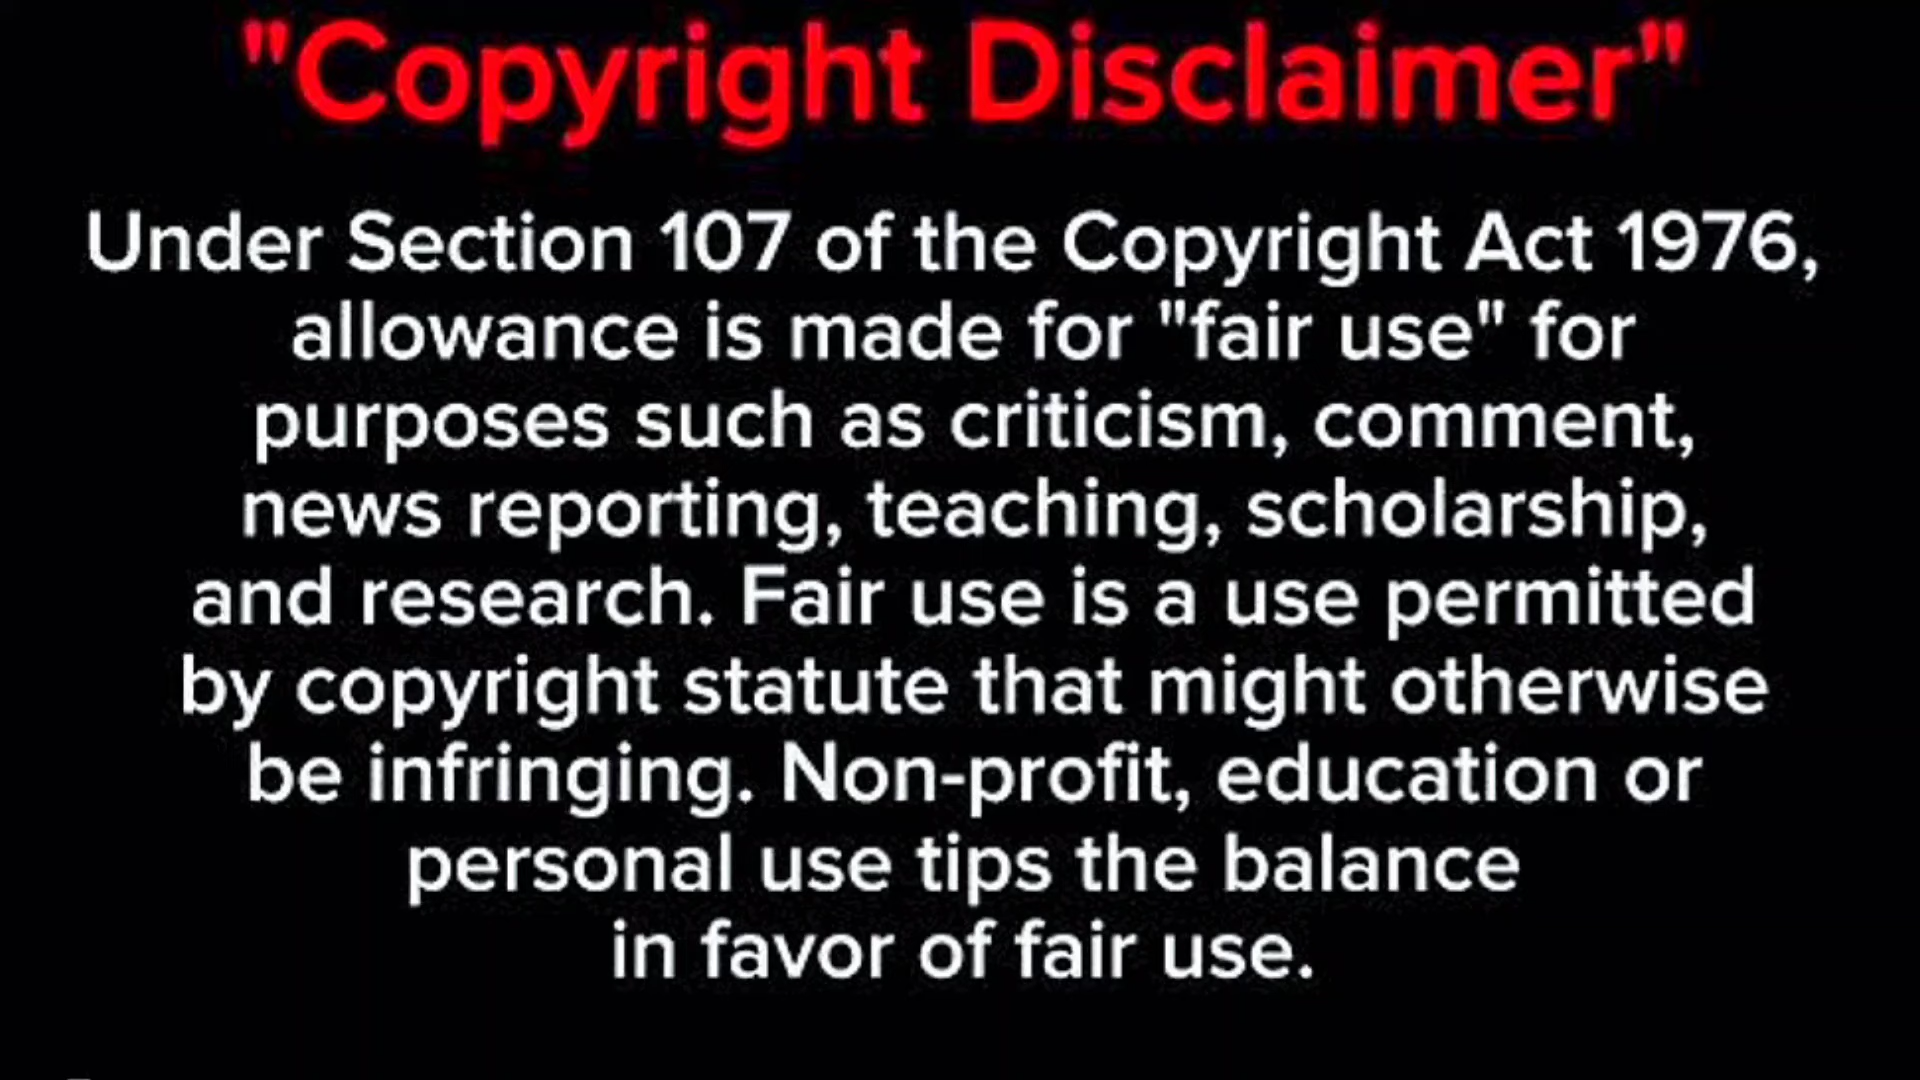 "Copyright Disclaimer"
Under Section 107 of the Copyright Act 1976,
allowance is made for "fair use" for
purposes such as criticism, comment,
news reporting, teaching, scholarship,
and research. Fair use is a use permitted
by copyright statute that might otherwise
be infringing. Non-profit, education or
personal use tips the balance
in favor of fair use.